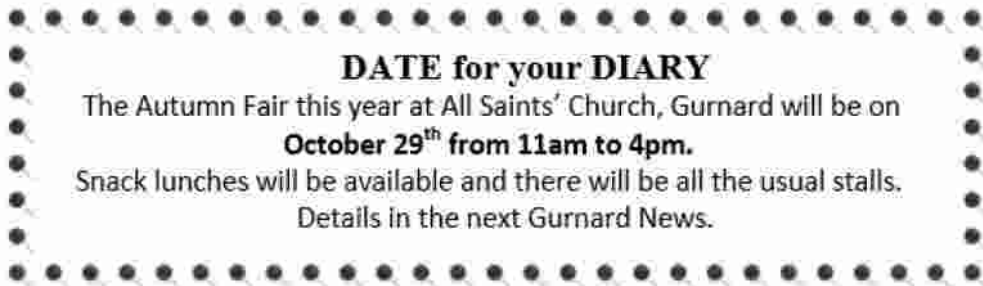 DATE for your DIARY
The Autumn Fair this year at All Saints’ Church, Gurnard will be on
October 29th from 11am to 4pm.
Snack lunches will be available and there will be all the usual stalls.
Details in the next Gurnard News.